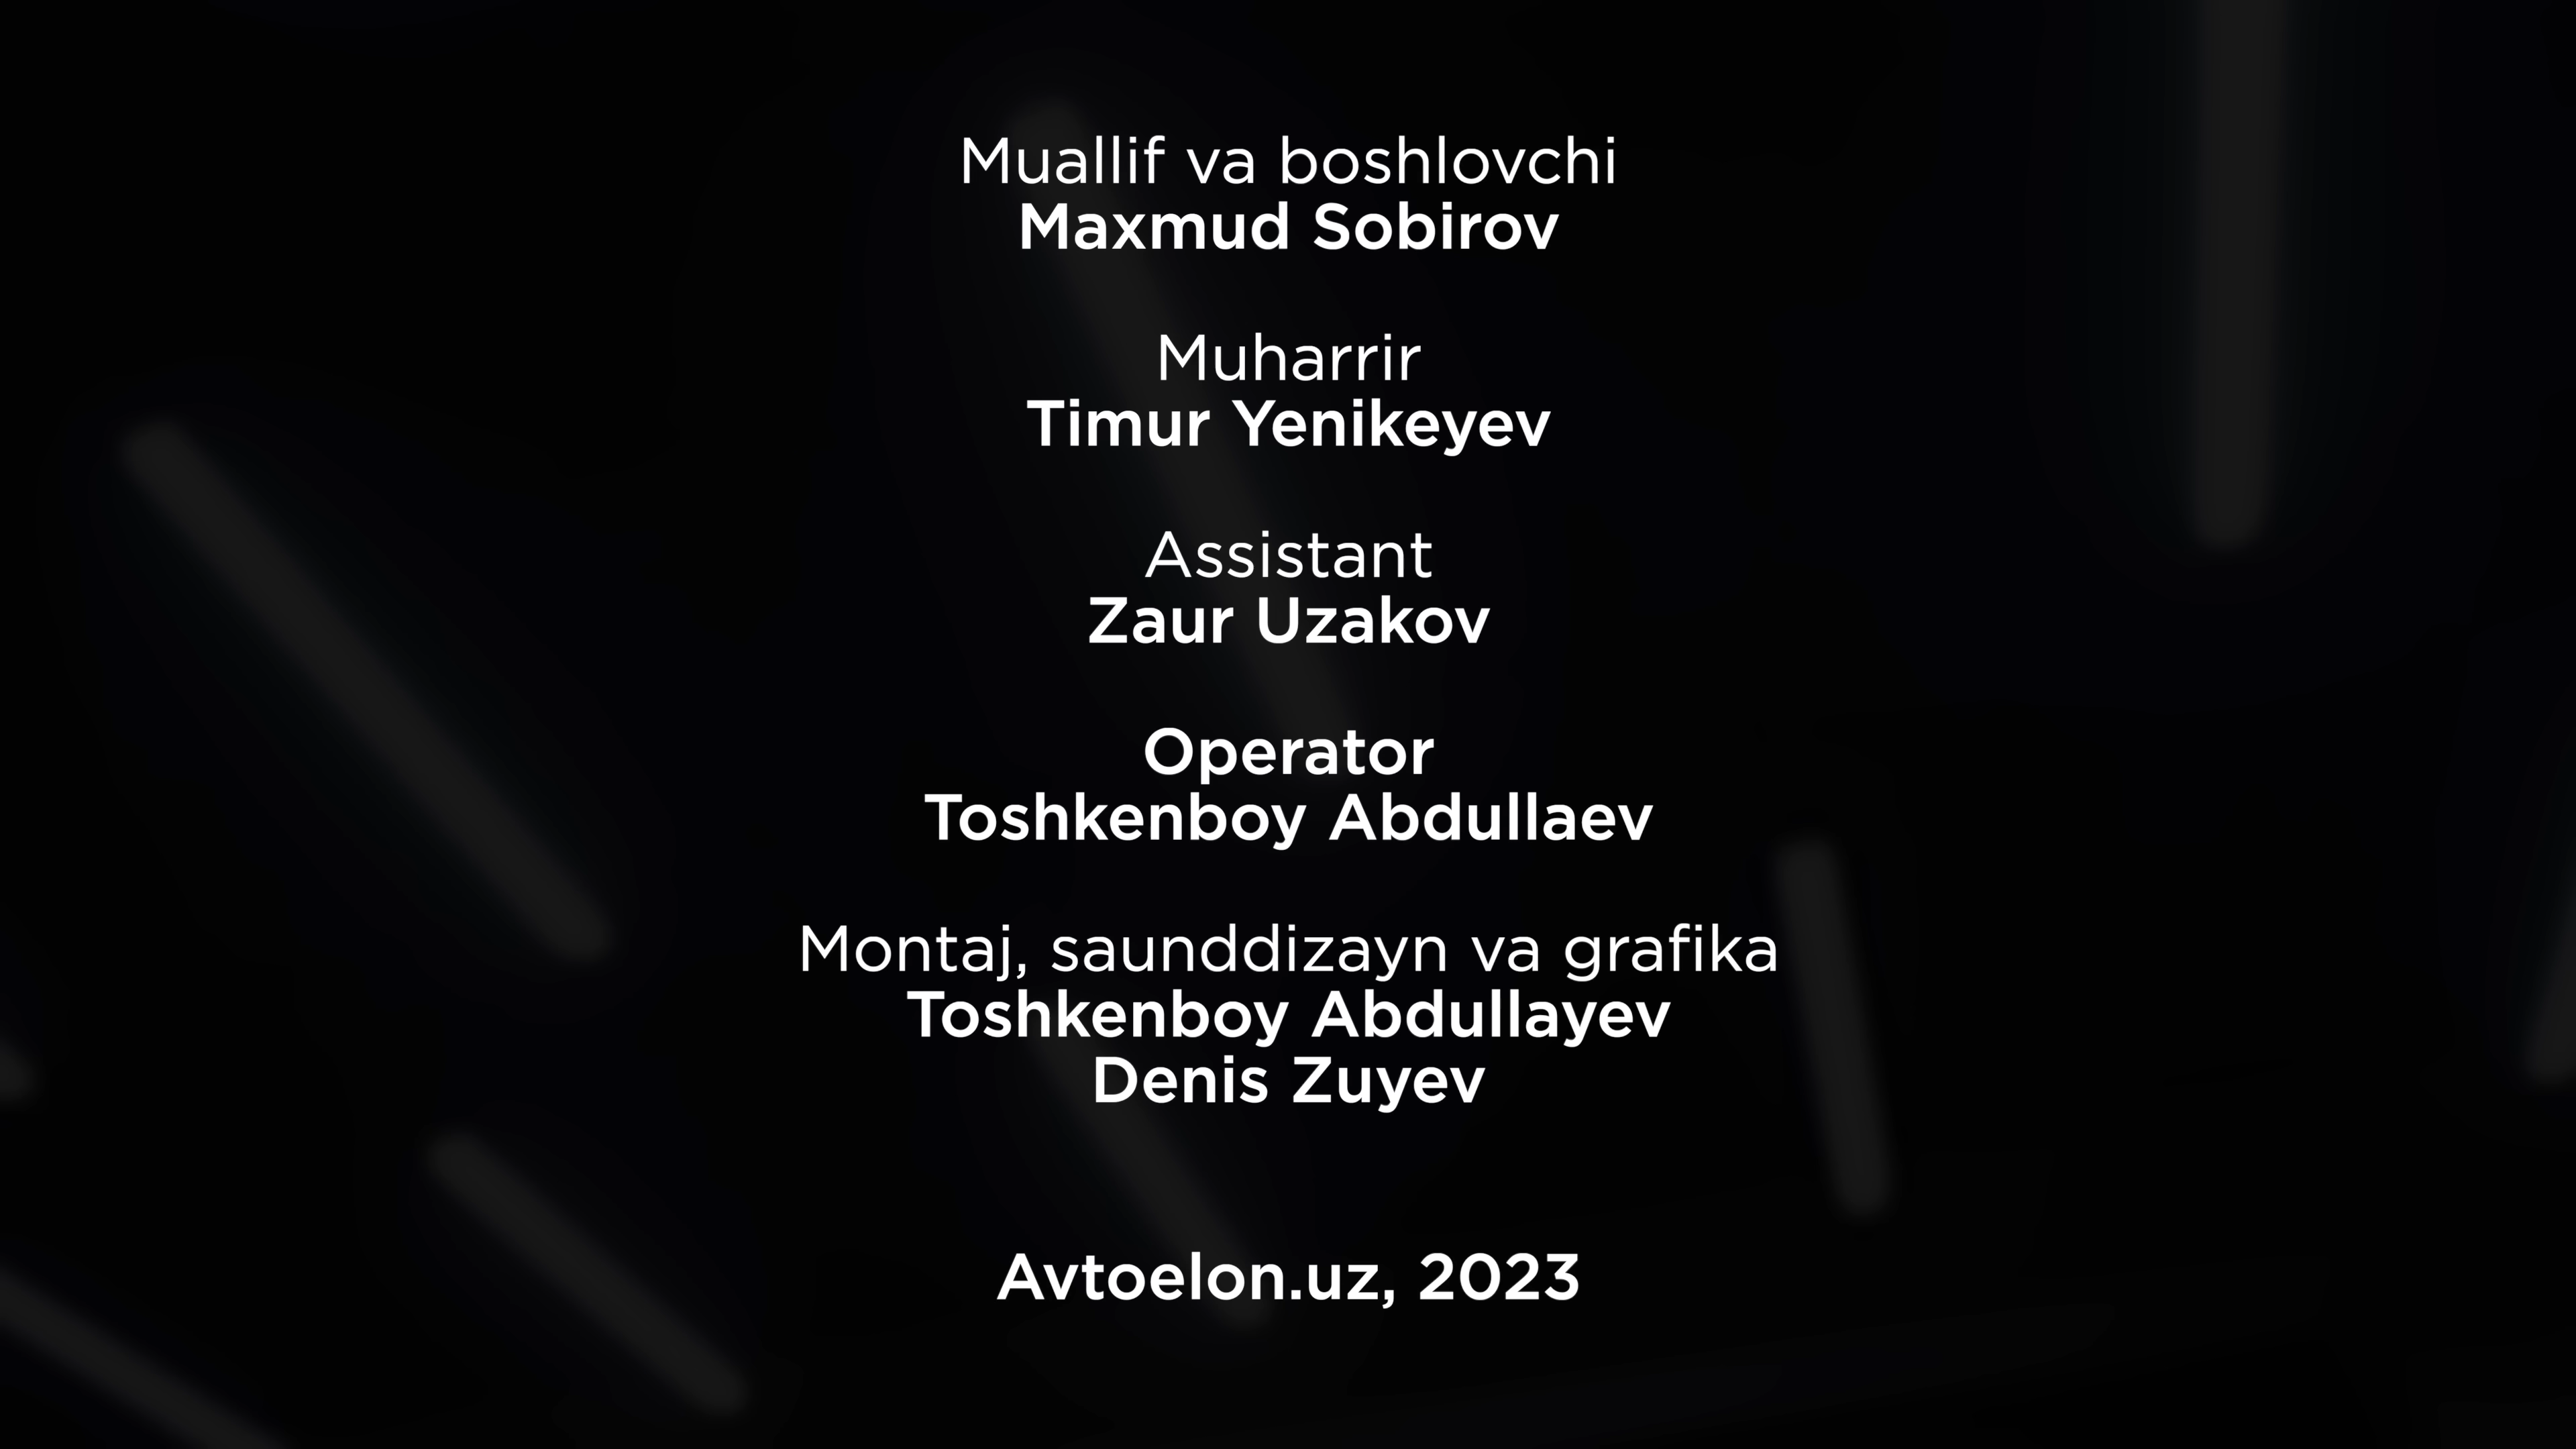 Muallif va boshlovchi
Maxmud Sobirov
Muharrir
Timur Yenikeyev
Assistant
Zaur Uzakov
Operator
Toshkenboy Abdullaev
Montaj, saunddizayn va grafika
Toshkenboy Abdullayev
Denis Zuyev
Avtoelon.uz, 2023